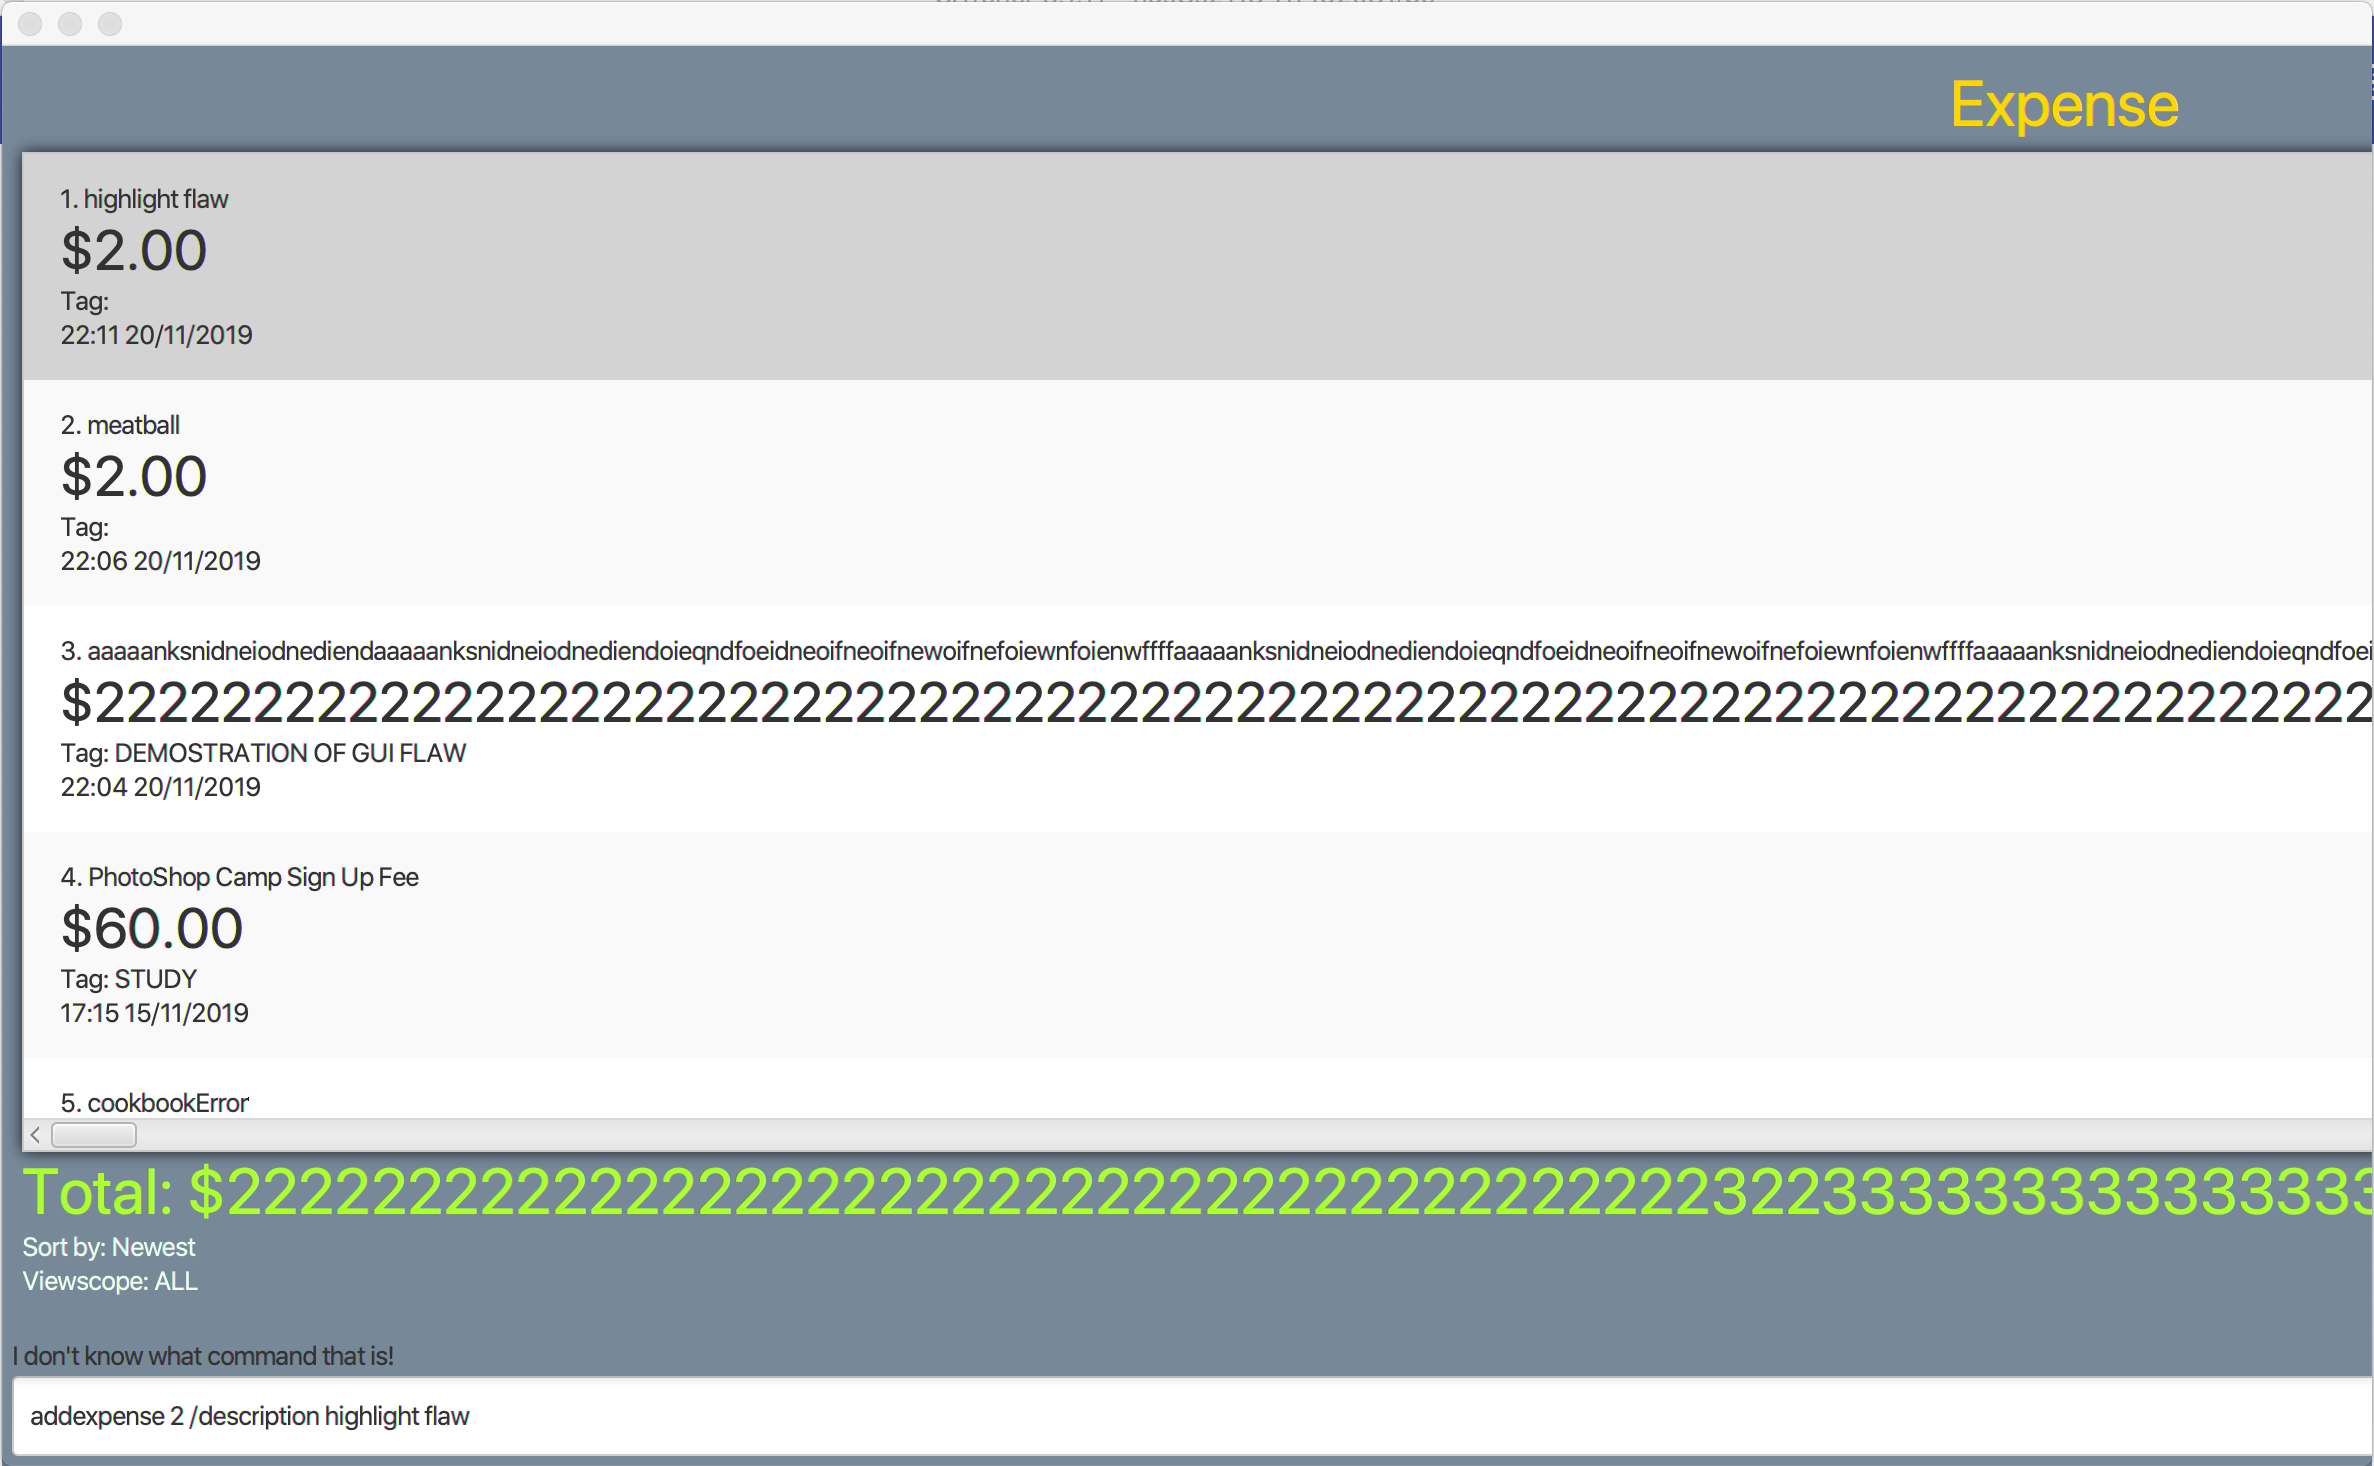 Expense
1. highlight flaw
$2.00
Tag:
22:11 20/11/2019
2. meatball
$2.00
Tag:
22:06 20/11/2019
3. aaaaanksnidneiodnediendaaaaanksnidneiodnediendoieqndfoeidneoifneoifnewoifnefoiewnfoienwffffaaaaanksnidneiodnediendoieqndfoeidneoifneoifnewoifnefoiewnfoienwffffaaaaanksnidneiodnediendoieqndfoei
$222222222222222222222222222222222222222222222222222222222222222222222222
Tag: DEMOSTRATION OF GUI FLAW
22:04 20/11/2019
4. PhotoShop Camp Sign Up Fee
$60.00
Tag: STUDY
17:15 15/11/2019
5. cookbookError
Total: $22222222222222222222222222222222222222222322333333333333333
Sort by: Newest
Viewscope: ALL
I don't know what command that is!
addexpense 2 /description highlight flaw